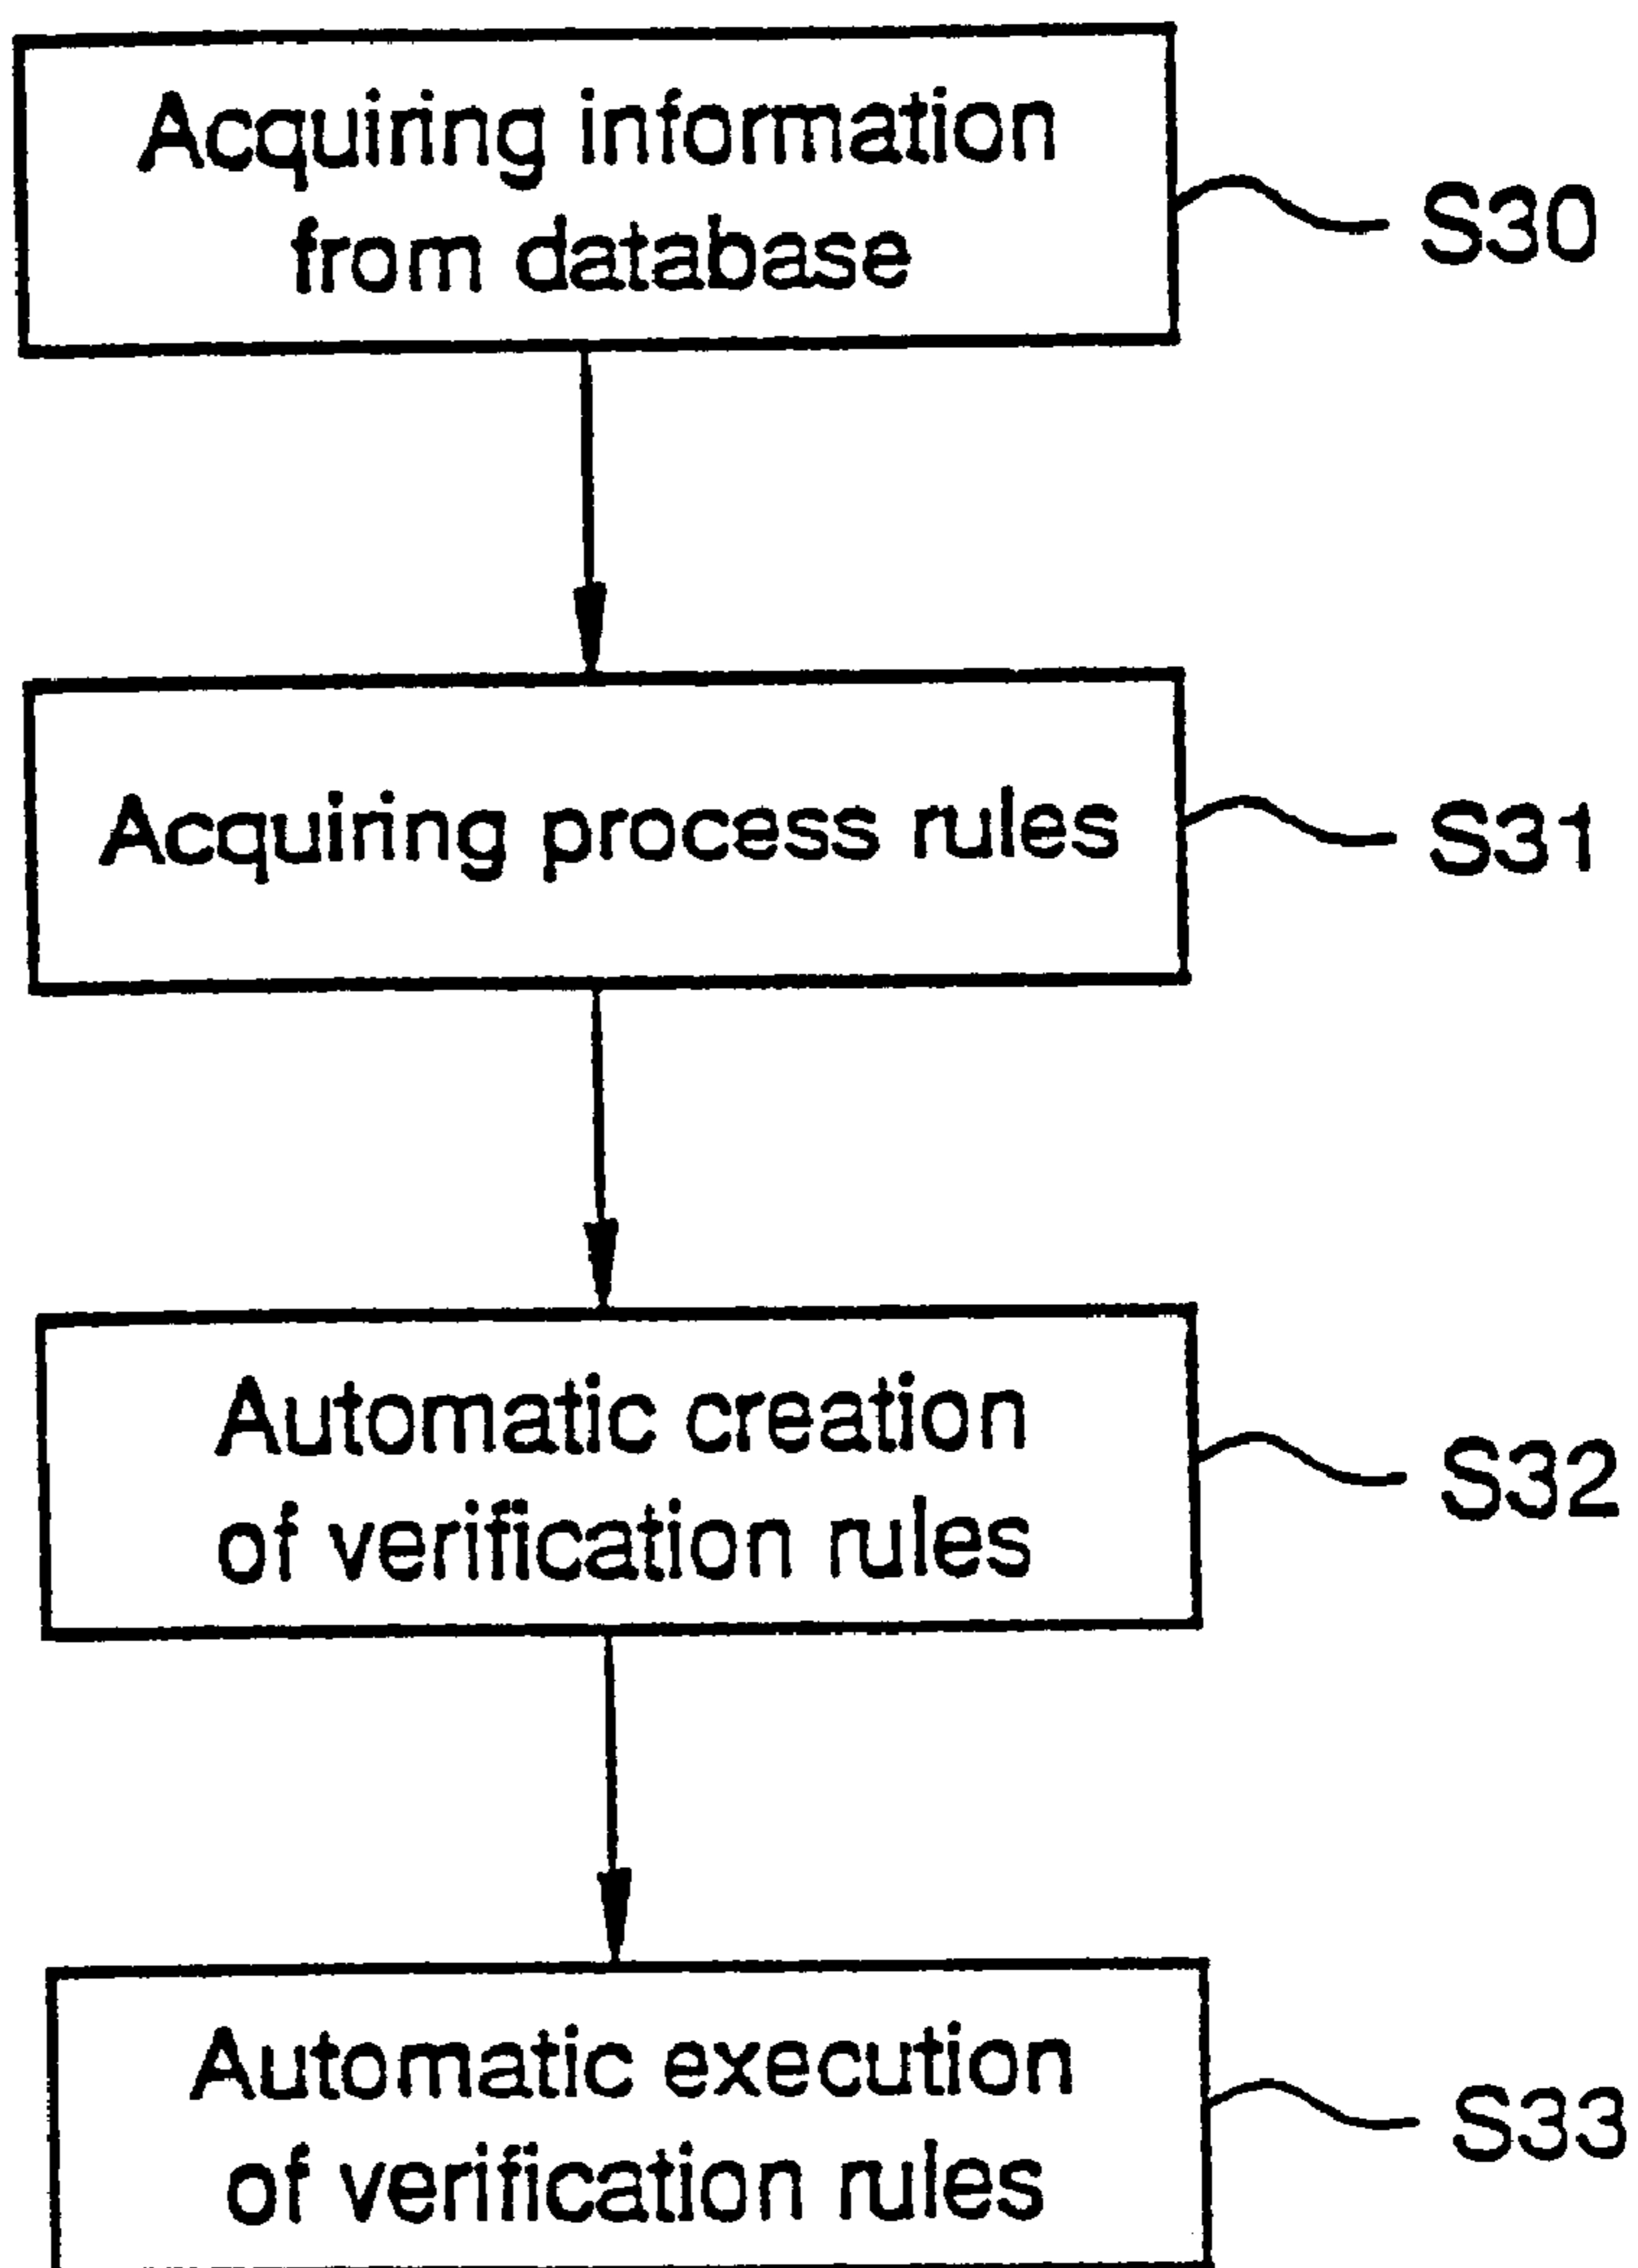 Acquiring information
from database
S30
Acquiring process rules
S31
Automatic creation
of verification rules
S32
Automatic execution
of verification rules
S33